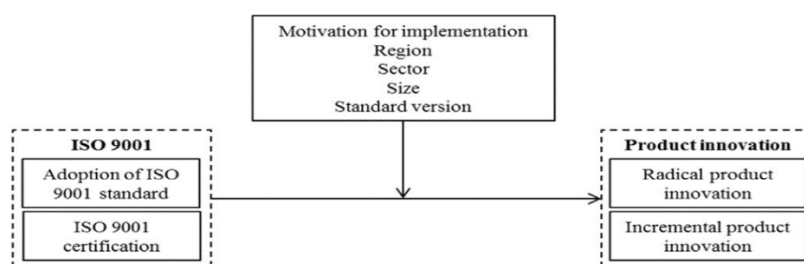 Motivation for implementation
Region
Sector
Size
Standard version
ISO 9001
Adoption of ISO
9001 standard
ISO 9001
certification
Product innovation
Radical product
innovation
Incremental product
innovation